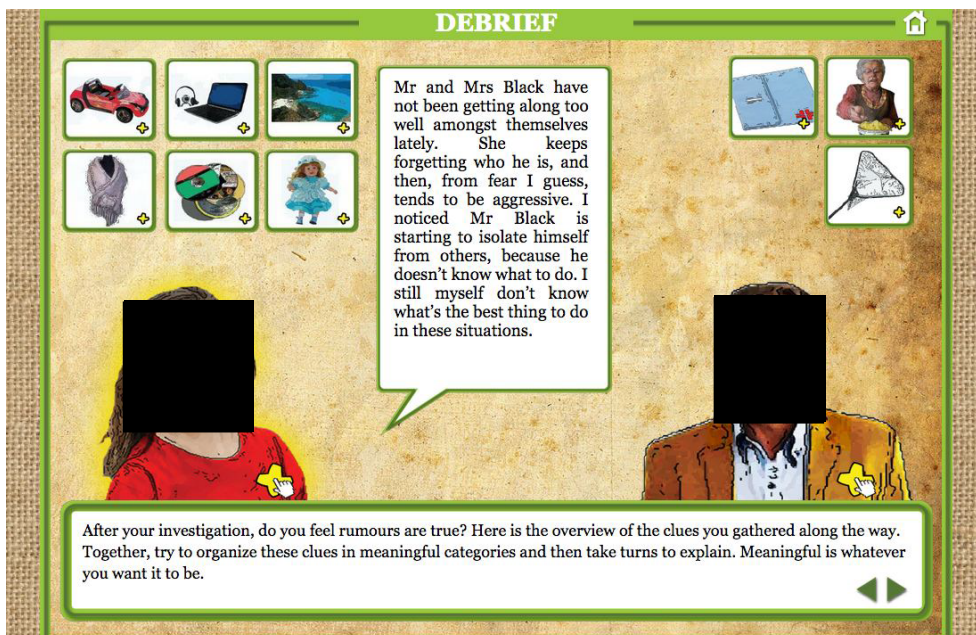 DEBRIEF
Mr and Mrs Black have
not been getting along too
well amongst themselves
lately. She keeps
forgetting who he is, and
then, from fear I guess,
tends to be aggressive. I
noticed Mr Black is
starting to isolate himself
from others, because he
doesn't know what to do. I
still myself don't know
what's the best thing to do
in these situations.
After your investigation, do you feel rumours are true? Here is the overview of the clues you gathered along the way.
Together, try to organize these clues in meaningful categories and then take turns to explain. Meaningful is whatever
you want it to be.